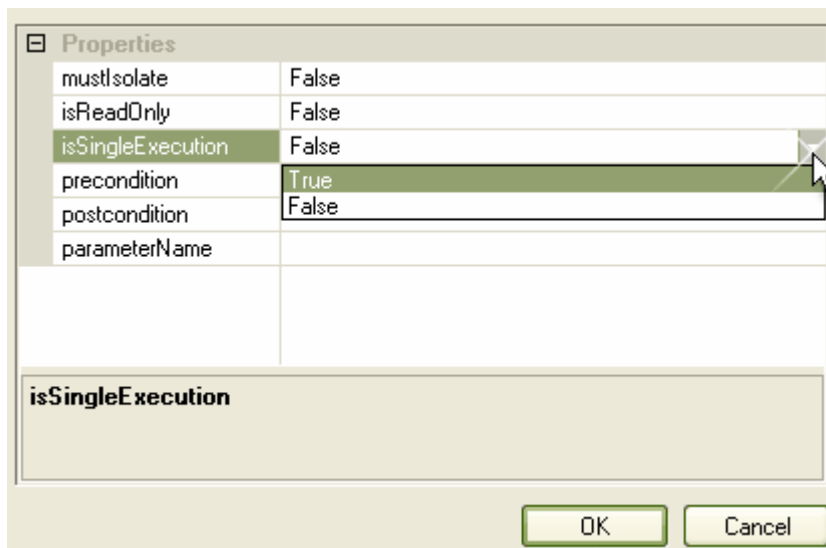 Properties
mustIsolate False
isReadOnly False
isSingleExecution False
precondition True
postcondition False
parameterName
isSingleExecution
OK Cancel